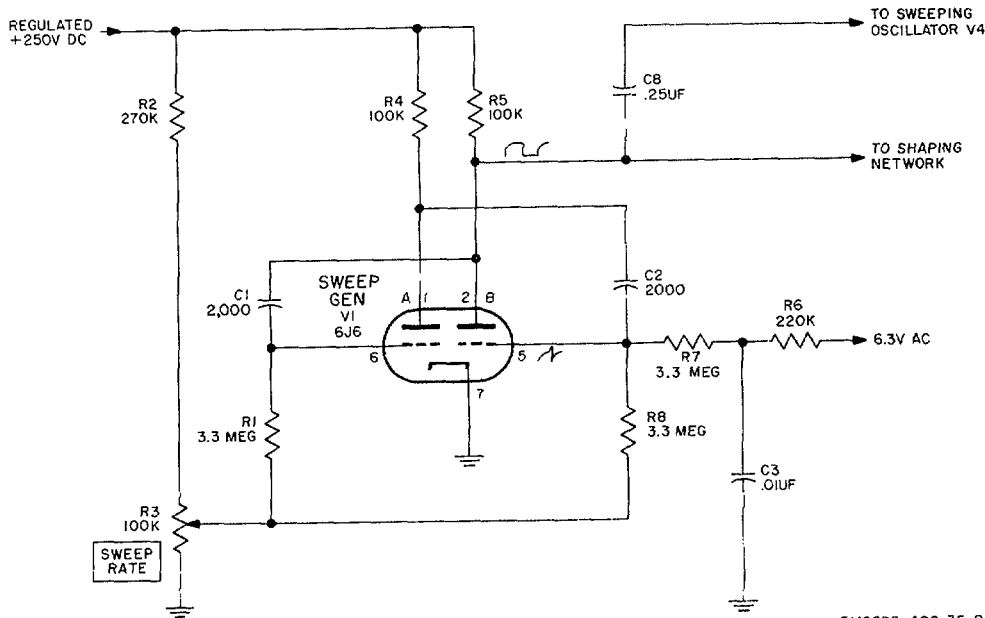 REGULATED
+250V DC
TO SWEEPING
OSCILLATOR V4
C8
.25UF
R2
270K
R4
100K
R5
100K
TO SHAPING
NETWORK
C1
2,000
SWEEP
GEN
V1
6J6
A 1 2 B
C2
2000
R6
220K
6
5
6.3V AC
R7
3.3 MEG
7
R1
3.3 MEG
R8
3.3 MEG
C3
.01UF
R3
100K
SWEEP
RATE